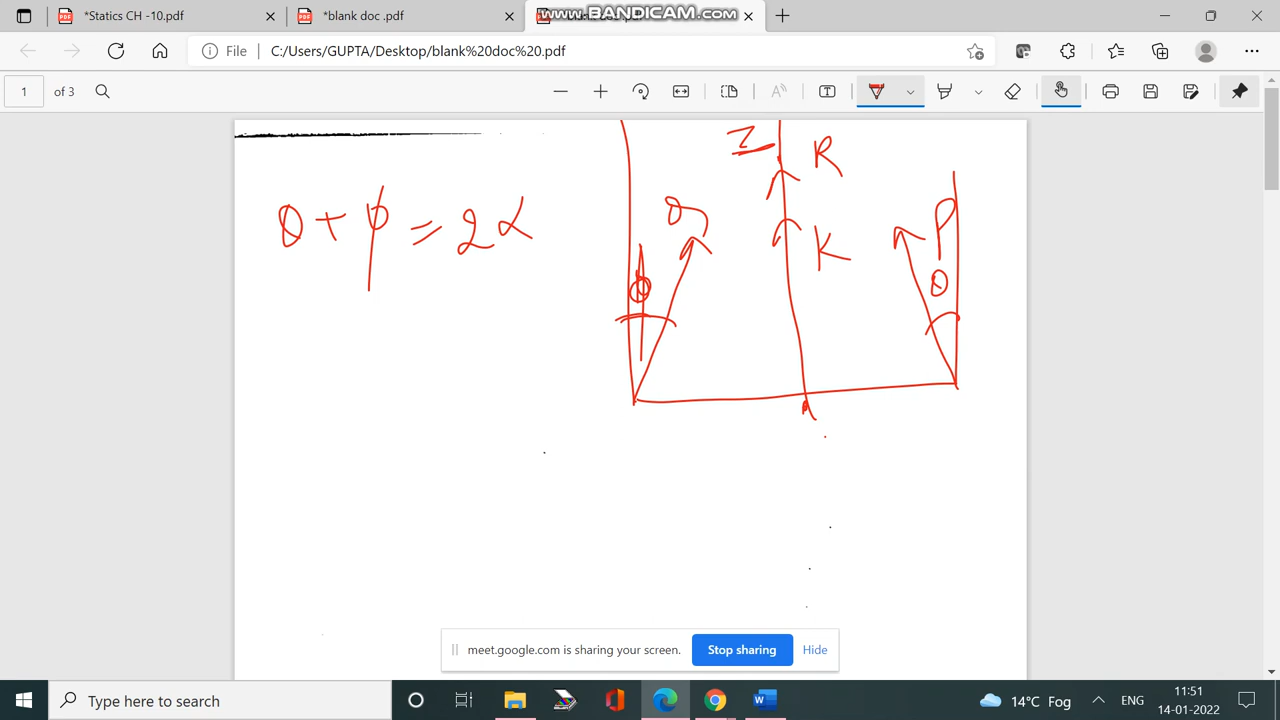 *Statics CH -10.pdf
*blank doc .pdf
www.BANDICAM.com
File C:/Users/GUPTA/Desktop/blank%20doc%20.pdf
1 of 3
θ + φ = 2α
Z R
K
P
φ
θ
meet.google.com is sharing your screen. Stop sharing Hide
Type here to search
14°C Fog
ENG
11:51
14-01-2022